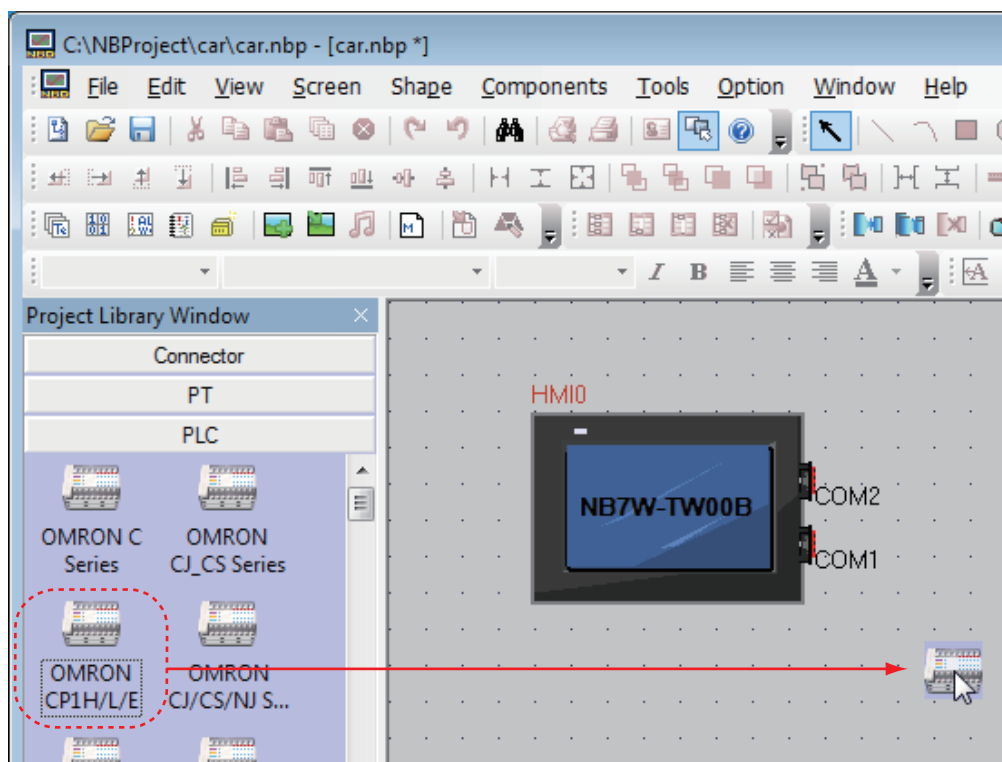 C:\NBProject\car\car.nbp - [car.nbp *]
File Edit View Screen Shape Components Tools Option Window Help
I B A A
Project Library Window
Connector
PT
PLC
OMRON C
Series
OMRON
CJ_CS Series
OMRON
CP1H/L/E
OMRON
CJ/CS/NJ S...
HMI0
NB7W-TW00B
COM2
COM1